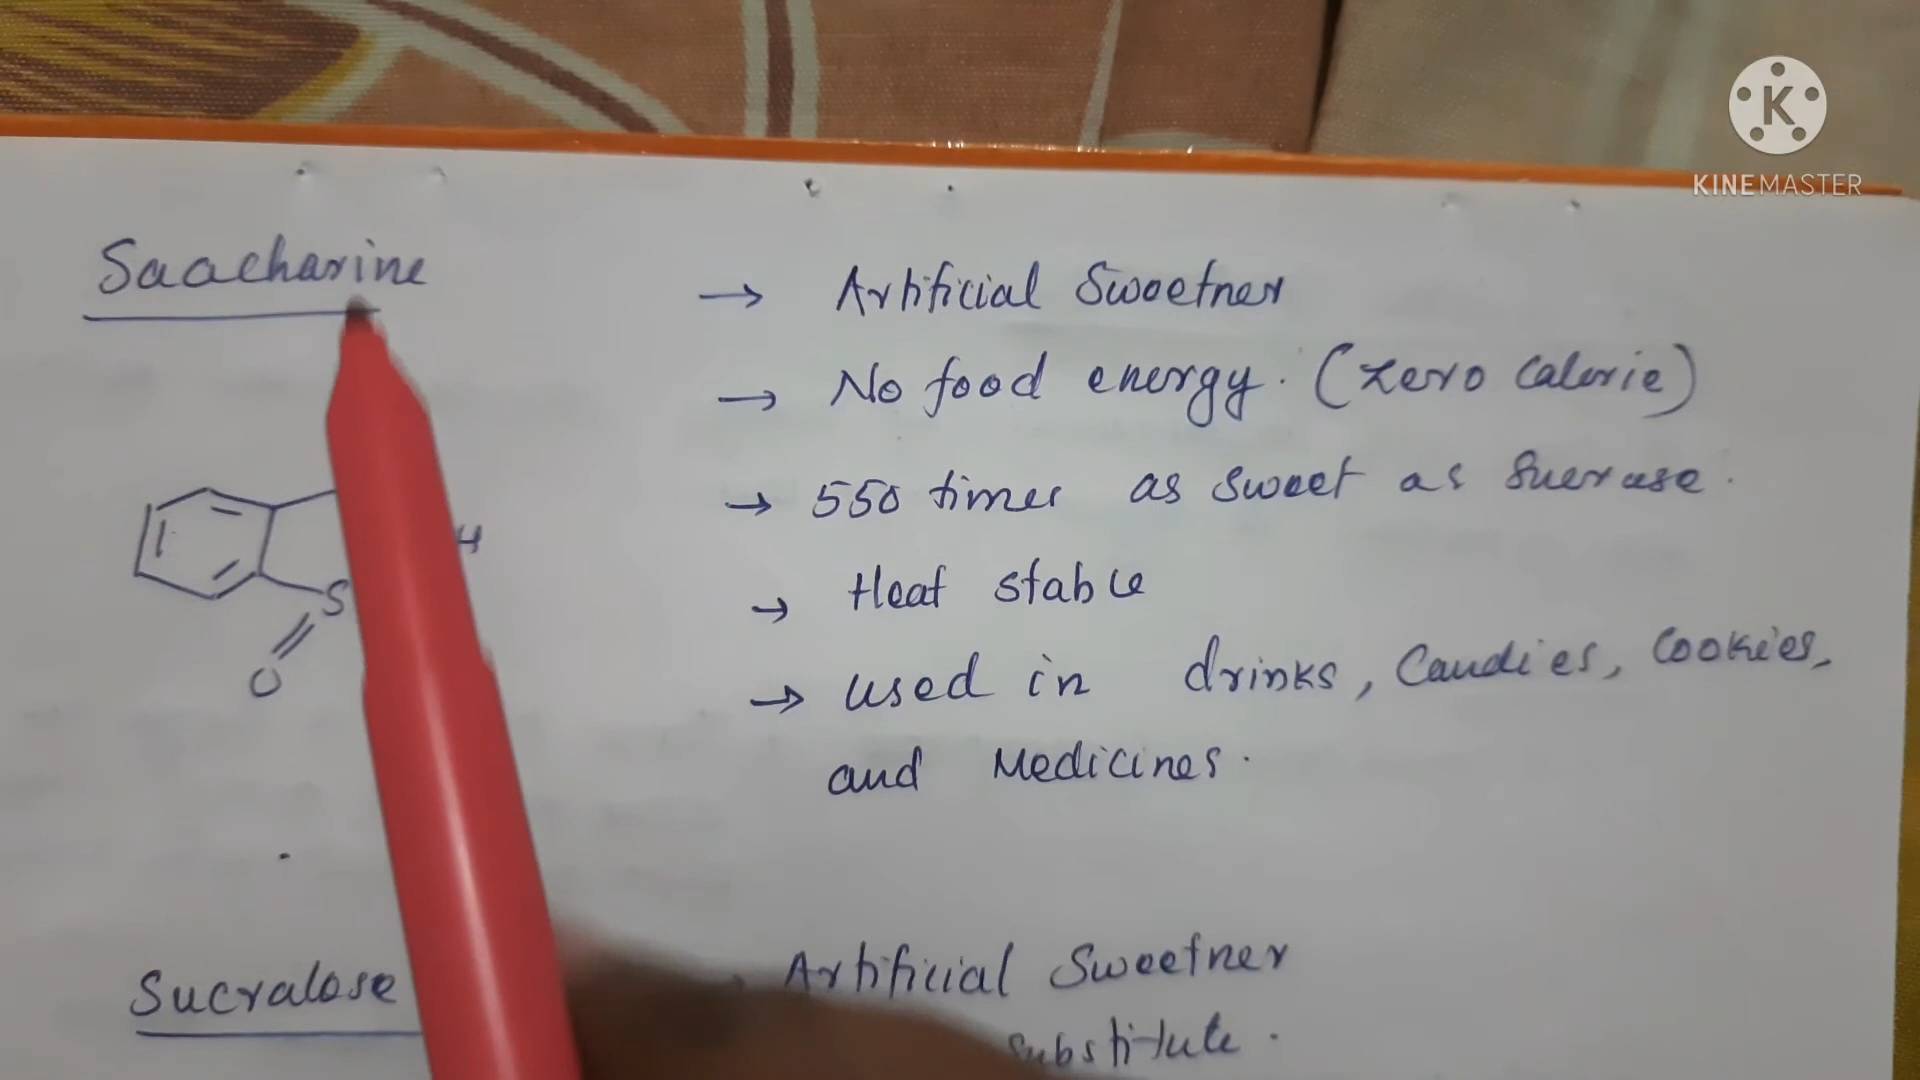 K
KINEMASTER
Saacharine
→ Artificial Sweetner
→ No food energy. (Zero Calorie)
→ 550 times as sweet as Sucruse.
→ Heat stable
→ used in drinks, Candies, Cookies,
and Medicines.
H
S
O
Sucralose
Artificial Sweetner
Substitute.